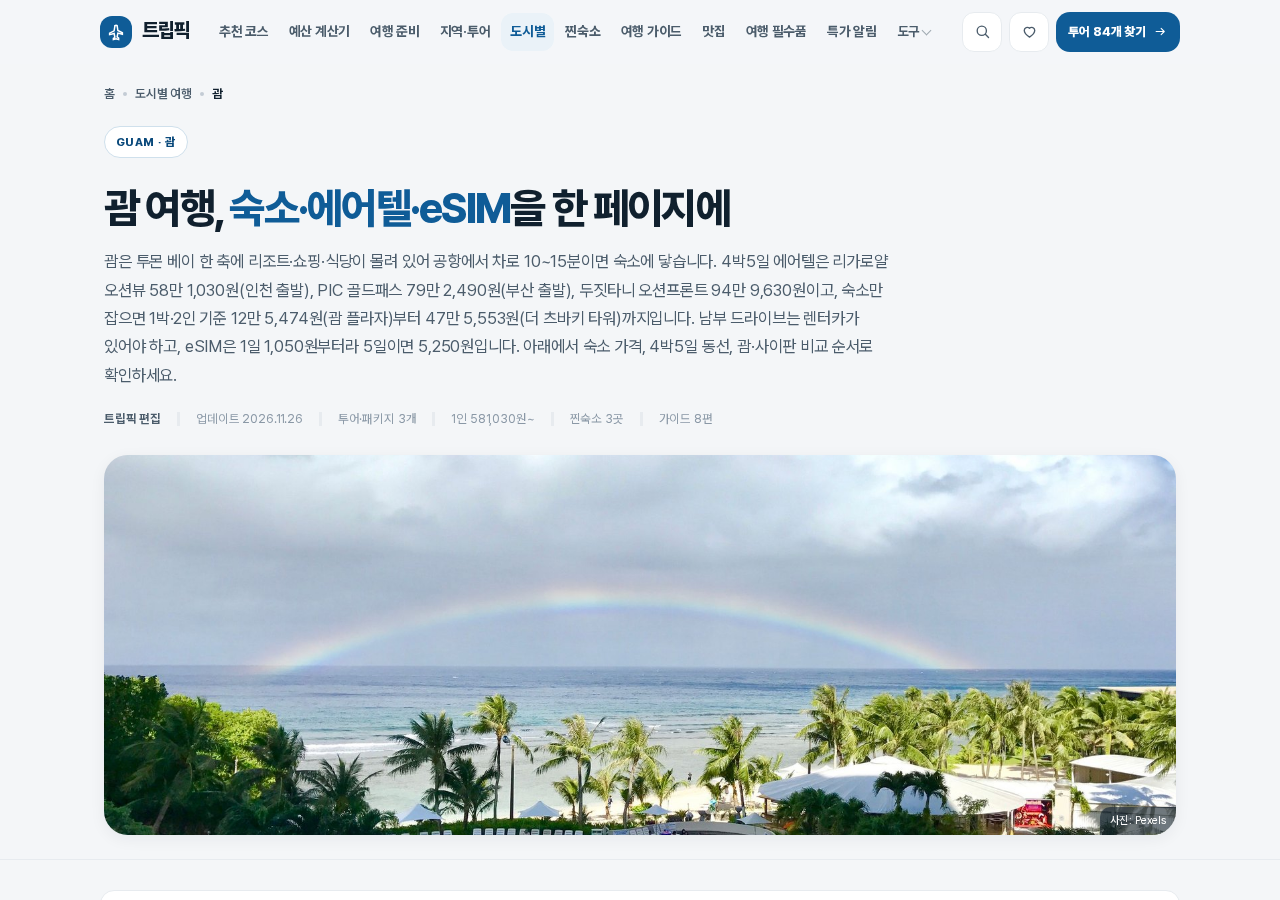 트립픽
추천 코스
예산 계산기
여행 준비
지역·투어
도시별
찐숙소
여행 가이드
맛집
여행 필수품
특가 알림
도구
투어 84개 찾기
홈 • 도시별 여행 • 괌
GUAM · 괌
괌 여행, 숙소·에어텔·eSIM을 한 페이지에
괌은 투몬 베이 한 축에 리조트·쇼핑·식당이 몰려 있어 공항에서 차로 10~15분이면 숙소에 닿습니다. 4박5일 에어텔은 리가로얄
오션뷰 58만 1,030원(인천 출발), PIC 골드패스 79만 2,490원(부산 출발), 두짓타니 오션프론트 94만 9,630원이고, 숙소만
잡으면 1박·2인 기준 12만 5,474원(괌 플라자)부터 47만 5,553원(더 츠바키 타워)까지입니다. 남부 드라이브는 렌터카가
있어야 하고, eSIM은 1일 1,050원부터라 5일이면 5,250원입니다. 아래에서 숙소 가격, 4박5일 동선, 괌·사이판 비교 순서로
확인하세요.
트립픽 편집
업데이트 2026.11.26
투어·패키지 3개
1인 581,030원~
찐숙소 3곳
가이드 8편
사진: Pexels